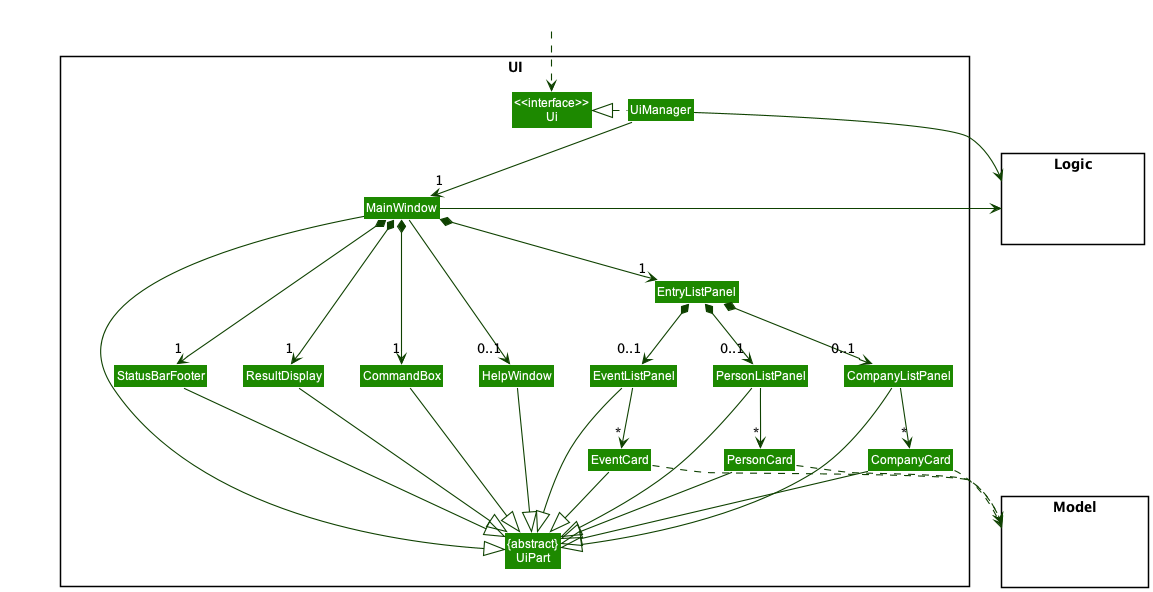 UI
<<interface>>
Ui
UiManager
Logic
1
MainWindow
1
EntryListPanel
1
1
1
0..1
0..1
0..1
0..1
StatusBarFooter
ResultDisplay
CommandBox
HelpWindow
EventListPanel
PersonListPanel
CompanyListPanel
*
*
*
EventCard
PersonCard
CompanyCard
Model
{abstract}
UiPart